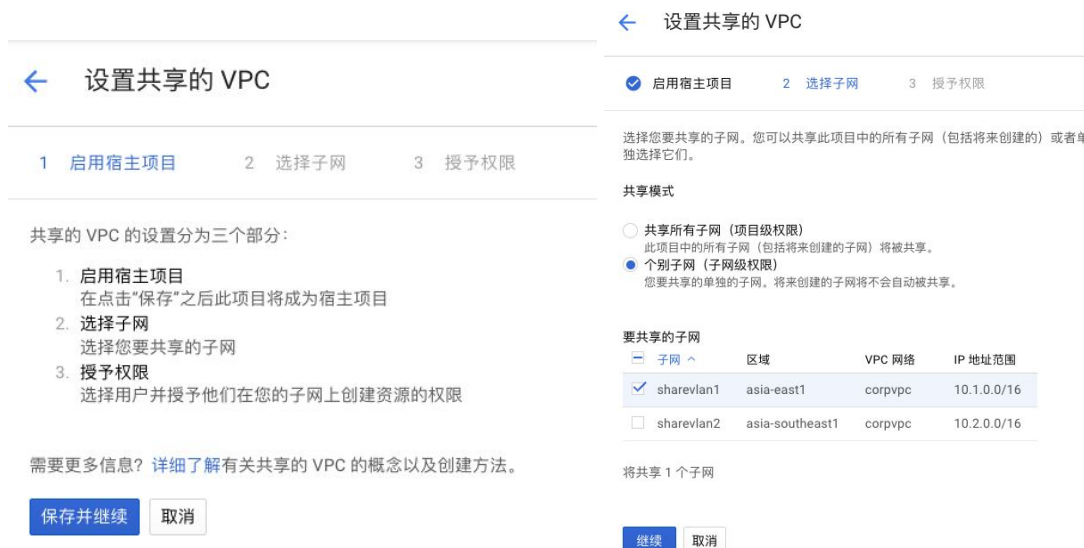 设置共享的 VPC
1 启用宿主项目 2 选择子网 3 授予权限
共享的 VPC 的设置分为三个部分：
1. 启用宿主项目
在点击“保存”之后此项目将成为宿主项目
2. 选择子网
选择您要共享的子网
3. 授予权限
选择用户并授予他们在您的子网上创建资源的权限
需要更多信息？详细了解有关共享的 VPC 的概念以及创建方法。
保存并继续 取消
设置共享的 VPC
启用宿主项目 2 选择子网 3 授予权限
选择您要共享的子网。您可以共享此项目中的所有子网（包括将来创建的）或者单
独选择它们。
共享模式
共享所有子网（项目级权限）
此项目中的所有子网（包括将来创建的子网）将被共享。
个别子网（子网级权限）
您要共享的单独的子网。将来创建的子网将不会自动被共享。
要共享的子网
子网 区域 VPC 网络 IP 地址范围
sharevlan1 asia-east1 corpvpc 10.1.0.0/16
sharevlan2 asia-southeast1 corpvpc 10.2.0.0/16
将共享 1 个子网
继续 取消